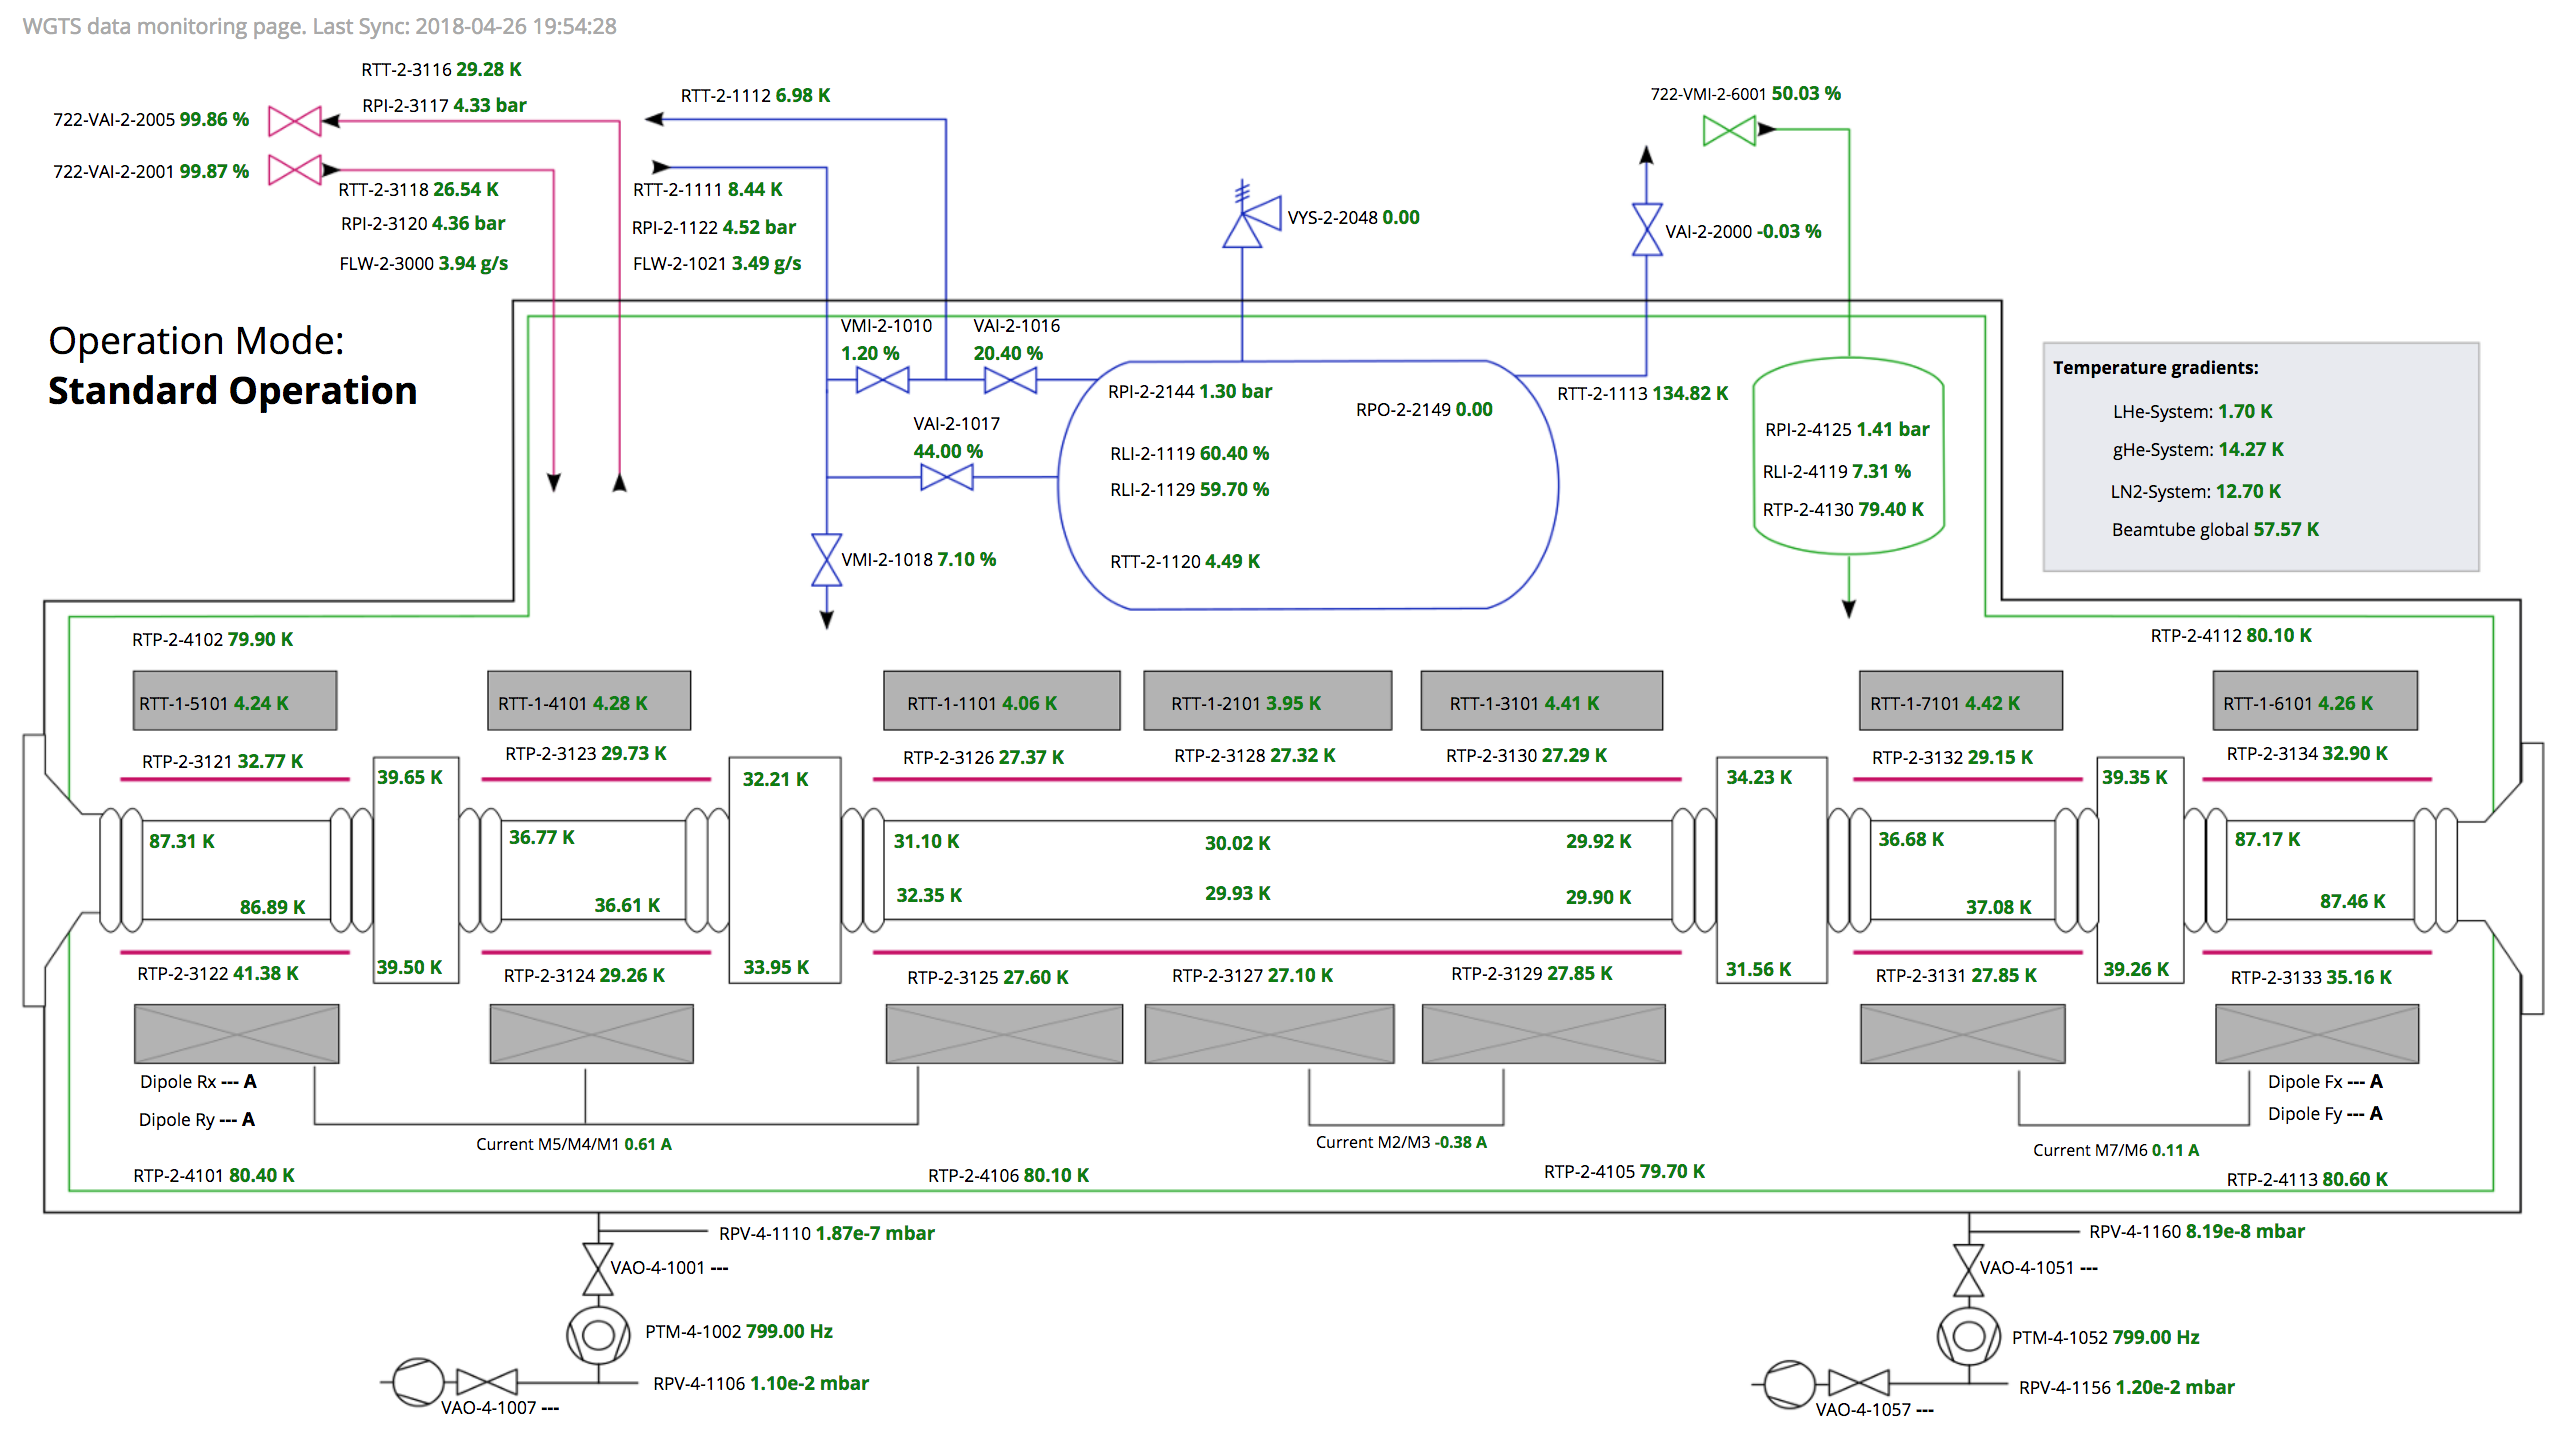 WGTS data monitoring page. Last Sync: 2018-04-26 19:54:28
RTT-2-3116 29.28 K
RPI-2-3117 4.33 bar
722-VAI-2-2005 99.86 %
722-VAI-2-2001 99.87 %
RTT-2-3118 26.54 K
RPI-2-3120 4.36 bar
FLW-2-3000 3.94 g/s
RTT-2-1112 6.98 K
RTT-2-1111 8.44 K
RPI-2-1122 4.52 bar
FLW-2-1021 3.49 g/s
VYS-2-2048 0.00
722-VMI-2-6001 50.03 %
VAI-2-2000 -0.03 %
Operation Mode:
Standard Operation
VMI-2-1010
1.20 %
VAI-2-1016
20.40 %
VAI-2-1017
44.00 %
VMI-2-1018 7.10 %
RPI-2-2144 1.30 bar
RPO-2-2149 0.00
RLI-2-1119 60.40 %
RLI-2-1129 59.70 %
RTT-2-1120 4.49 K
RTT-2-1113 134.82 K
RPI-2-4125 1.41 bar
RLI-2-4119 7.31 %
RTP-2-4130 79.40 K
Temperature gradients:
LHe-System: 1.70 K
gHe-System: 14.27 K
LN2-System: 12.70 K
Beamtube global 57.57 K
RTP-2-4102 79.90 K
RTP-2-4112 80.10 K
RTT-1-5101 4.24 K
RTT-1-4101 4.28 K
RTT-1-1101 4.06 K
RTT-1-2101 3.95 K
RTT-1-3101 4.41 K
RTT-1-7101 4.42 K
RTT-1-6101 4.26 K
RTP-2-3121 32.77 K
RTP-2-3123 29.73 K
RTP-2-3126 27.37 K
RTP-2-3128 27.32 K
RTP-2-3130 27.29 K
RTP-2-3132 29.15 K
RTP-2-3134 32.90 K
39.65 K
32.21 K
34.23 K
39.35 K
87.31 K
36.77 K
31.10 K
30.02 K
29.92 K
36.68 K
87.17 K
86.89 K
36.61 K
32.35 K
29.93 K
29.90 K
37.08 K
87.46 K
39.50 K
33.95 K
31.56 K
39.26 K
RTP-2-3122 41.38 K
RTP-2-3124 29.26 K
RTP-2-3125 27.60 K
RTP-2-3127 27.10 K
RTP-2-3129 27.85 K
RTP-2-3131 27.85 K
RTP-2-3133 35.16 K
Dipole Rx --- A
Dipole Ry --- A
Dipole Fx --- A
Dipole Fy --- A
Current M5/M4/M1 0.61 A
Current M2/M3 -0.38 A
Current M7/M6 0.11 A
RTP-2-4101 80.40 K
RTP-2-4106 80.10 K
RTP-2-4105 79.70 K
RTP-2-4113 80.60 K
RPV-4-1110 1.87e-7 mbar
VAO-4-1001 ---
PTM-4-1002 799.00 Hz
RPV-4-1106 1.10e-2 mbar
VAO-4-1007 ---
RPV-4-1160 8.19e-8 mbar
VAO-4-1051 ---
PTM-4-1052 799.00 Hz
RPV-4-1156 1.20e-2 mbar
VAO-4-1057 ---